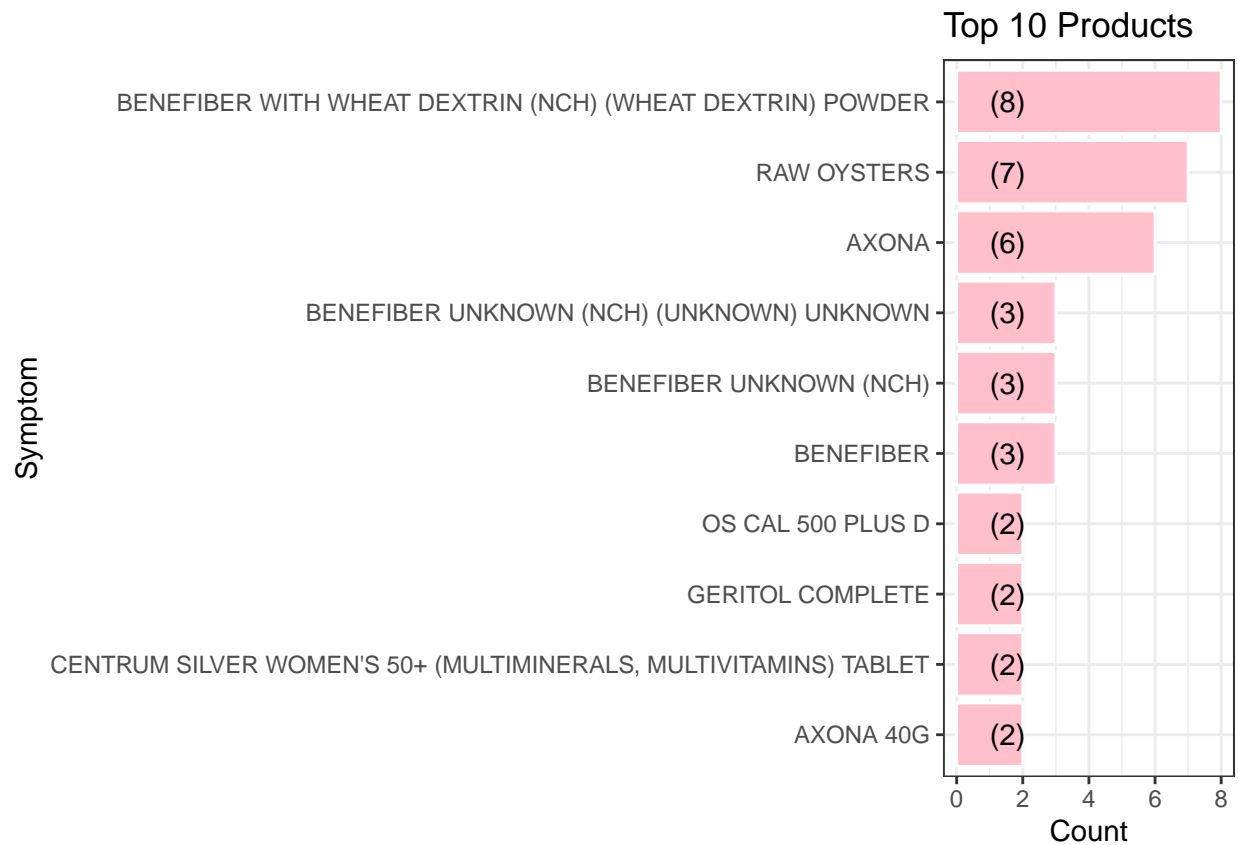 Top 10 Products
BENEFIBER WITH WHEAT DEXTRIN (NCH) (WHEAT DEXTRIN) POWDER (8)
RAW OYSTERS (7)
AXONA (6)
BENEFIBER UNKNOWN (NCH) (UNKNOWN) UNKNOWN (3)
BENEFIBER UNKNOWN (NCH) (3)
BENEFIBER (3)
OS CAL 500 PLUS D (2)
GERITOL COMPLETE (2)
CENTRUM SILVER WOMEN'S 50+ (MULTIMINERALS, MULTIVITAMINS) TABLET (2)
AXONA 40G (2)
Symptom
0 2 4 6 8
Count